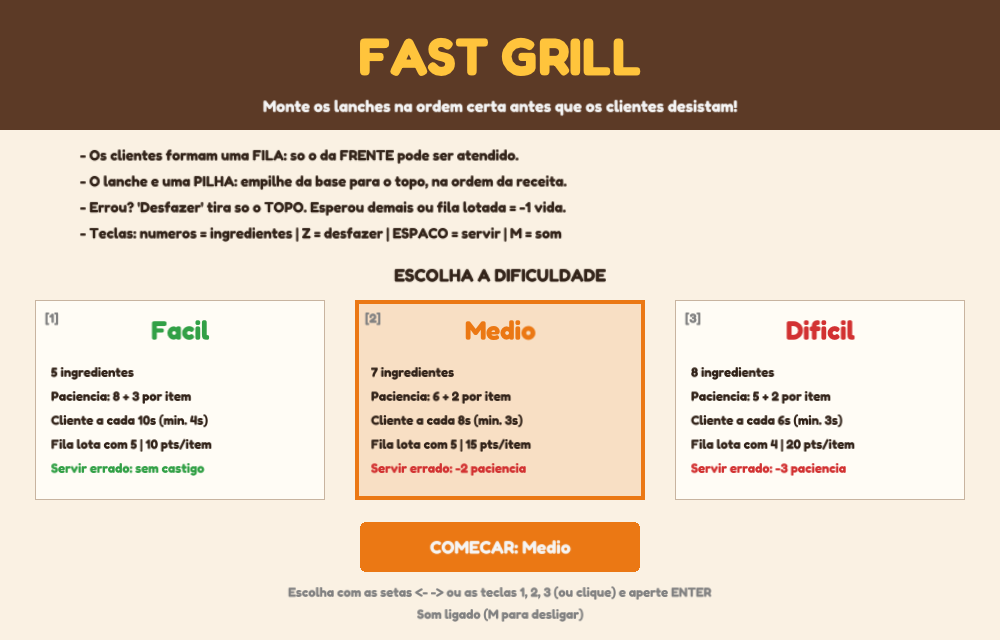 FAST GRILL
Monte os lanches na ordem certa antes que os clientes desistam!
- Os clientes formam uma FILA: so o da FRENTE pode ser atendido.
- O lanche e uma PILHA: empilhe da base para o topo, na ordem da receita.
- Errou? 'Desfazer' tira so o TOPO. Esperou demais ou fila lotada = -1 vida.
- Teclas: numeros = ingredientes | Z = desfazer | ESPACO = servir | M = som
ESCOLHA A DIFICULDADE
[1]
Facil
5 ingredientes
Paciencia: 8 + 3 por item
Cliente a cada 10s (min. 4s)
Fila lota com 5 | 10 pts/item
Servir errado: sem castigo
[2]
Medio
7 ingredientes
Paciencia: 6 + 2 por item
Cliente a cada 8s (min. 3s)
Fila lota com 5 | 15 pts/item
Servir errado: -2 paciencia
[3]
Dificil
8 ingredientes
Paciencia: 5 + 2 por item
Cliente a cada 6s (min. 3s)
Fila lota com 4 | 20 pts/item
Servir errado: -3 paciencia
COMECAR: Medio
Escolha com as setas <- -> ou as teclas 1, 2, 3 (ou clique) e aperte ENTER
Som ligado (M para desligar)